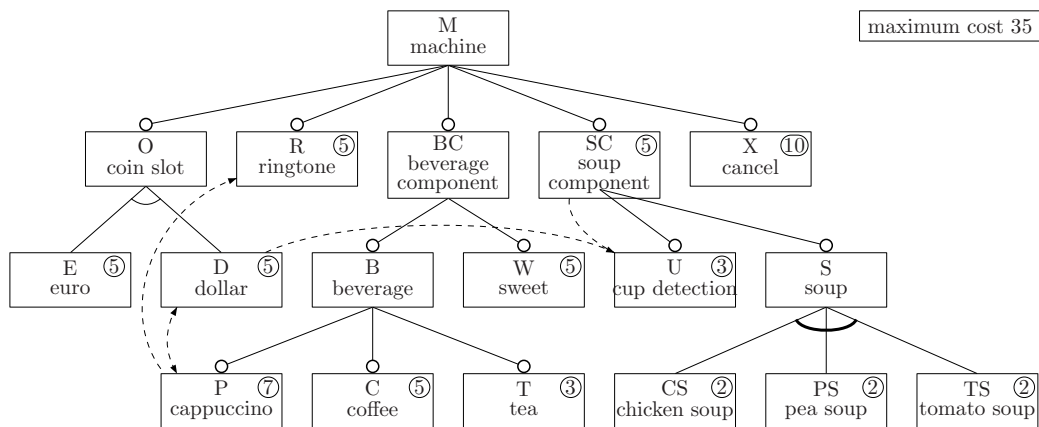 M
machine
maximum cost 35
O
coin slot
R 5
ringtone
BC
beverage
component
SC 5
soup
component
X 10
cancel
E 5
euro
D 5
dollar
B
beverage
W 5
sweet
U 3
cup detection
S
soup
P 7
cappuccino
C 5
coffee
T 3
tea
CS 2
chicken soup
PS 2
pea soup
TS 2
tomato soup